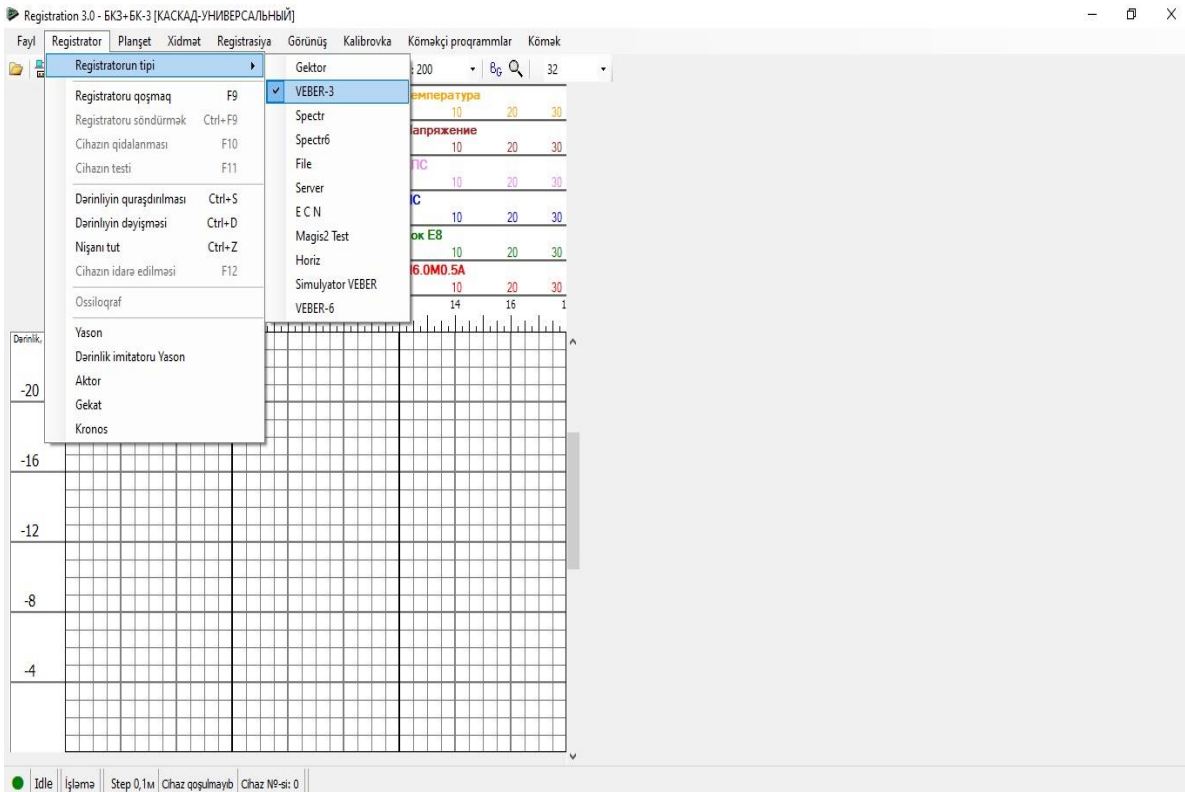 Registration 3.0 - БКЗ+БК-3 [КАСКАД-УНИВЕРСАЛЬНЫЙ]
Fayl Registrator Planşet Xidmət Registrasiya Görünüş Kalibrovka Köməkçi proqrammlar Kömək
200 8G 32
Registratorun tipi
Registratoru qoşmaq F9
Registratoru söndürmək Ctrl+F9
Cihazın qidalanması F10
Cihazın testi F11
Dərinliyin quraşdırılması Ctrl+S
Dərinlıyin dəyişməsi Ctrl+D
Nişanı tut Ctrl+Z
Cihazın idarə edilməsi F12
Ossiloqraf
Yason
Dərinlik imitatoru Yason
Aktor
Gekat
Kronos
Gektor
VEBER-3
Spectr
Spectr6
File
Server
E C N
Magis2 Test
Horiz
Simulyator VEBER
VEBER-6
емпература
10 20 30
апряжение
10 20 30
ПС
10 20 30
С
10 20 30
ок Е8
10 20 30
6.0M0.5A
10 20 30
14 16 1
Dərinlik,
-20
-16
-12
-8
-4
Idle İşləmə Step 0,1м Cihaz qoşulmayıb Cihaz №-si: 0